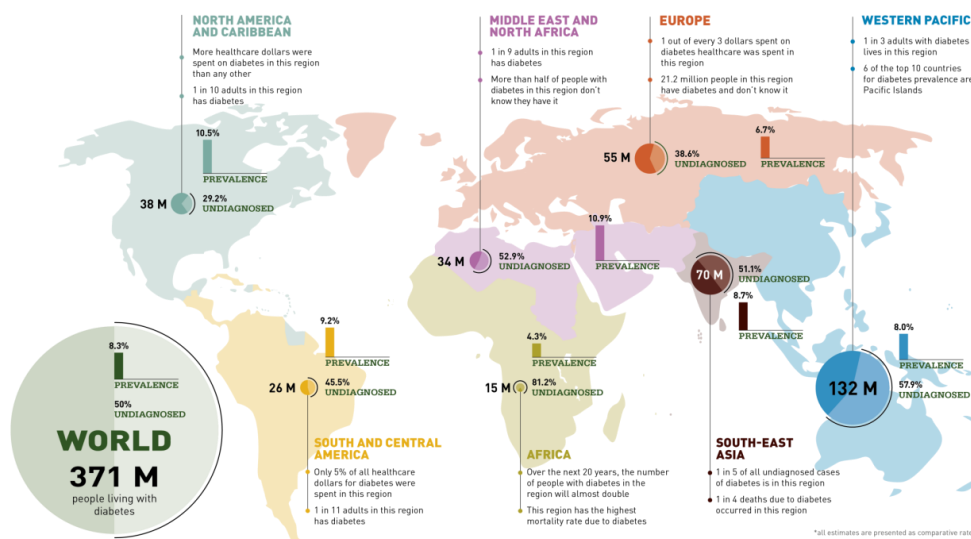 NORTH AMERICA
AND CARIBBEAN
More healthcare dollars were
spent on diabetes in this region
than any other
1 in 10 adults in this region
has diabetes
10.5%
PREVALENCE
38 M
29.2%
UNDIAGNOSED
MIDDLE EAST AND
NORTH AFRICA
1 in 9 adults in this region
has diabetes
More than half of people with
diabetes in this region don't
know they have it
34 M
52.9%
UNDIAGNOSED
10.9%
PREVALENCE
EUROPE
1 out of every 3 dollars spent on
diabetes healthcare was spent in
this region
21.2 million people in this region
have diabetes and don't know it
55 M
38.6%
UNDIAGNOSED
6.7%
PREVALENCE
WESTERN PACIFIC
1 in 3 adults with diabetes
lives in this region
6 of the top 10 countries
for diabetes prevalence are
Pacific Islands
132 M
8.0%
PREVALENCE
57.9%
UNDIAGNOSED
70 M
51.1%
UNDIAGNOSED
8.7%
PREVALENCE
SOUTH-EAST
ASIA
1 in 5 of all undiagnosed cases
of diabetes is in this region
1 in 4 deaths due to diabetes
occurred in this region
8.3%
PREVALENCE
50%
UNDIAGNOSED
WORLD
371 M
people living with
diabetes
9.2%
PREVALENCE
26 M
45.5%
UNDIAGNOSED
SOUTH AND CENTRAL
AMERICA
Only 5% of all healthcare
dollars for diabetes were
spent in this region
1 in 11 adults in this region
has diabetes
4.3%
PREVALENCE
15 M
81.2%
UNDIAGNOSED
AFRICA
Over the next 20 years, the number
of people with diabetes in the
region will almost double
This region has the highest
mortality rate due to diabetes
*all estimates are presented as comparative rate